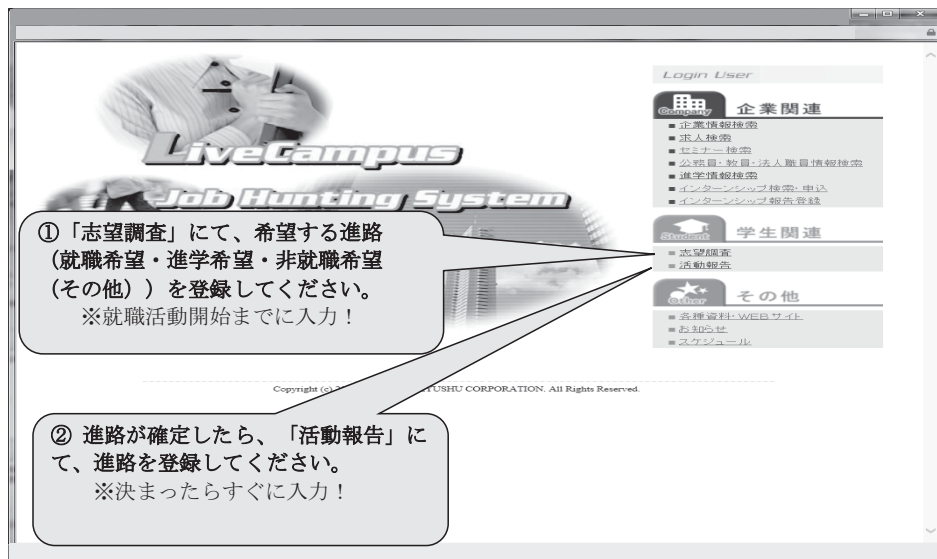 Login User
Company 企業関連
■ 企業情報検索
■ 求人検索
■ セミナー検索
■ 公務員・教員・法人職員情報検索
■ 進学情報検索
■ インターンシップ検索・申込
■ インターンシップ報告登録
LiveCampus
Job Hunting System
Student 学生関連
■ 志望調査
■ 活動報告
Other その他
■ 各種資料・WEBサイト
■ お知らせ
■ スケジュール
①「志望調査」にて、希望する進路
(就職希望・進学希望・非就職希望
(その他))を登録してください。
※就職活動開始までに入力!
Copyright (c) 2 USHU CORPORATION. All Rights Reserved.
② 進路が確定したら、「活動報告」に
て、進路を登録してください。
※決まったらすぐに入力!